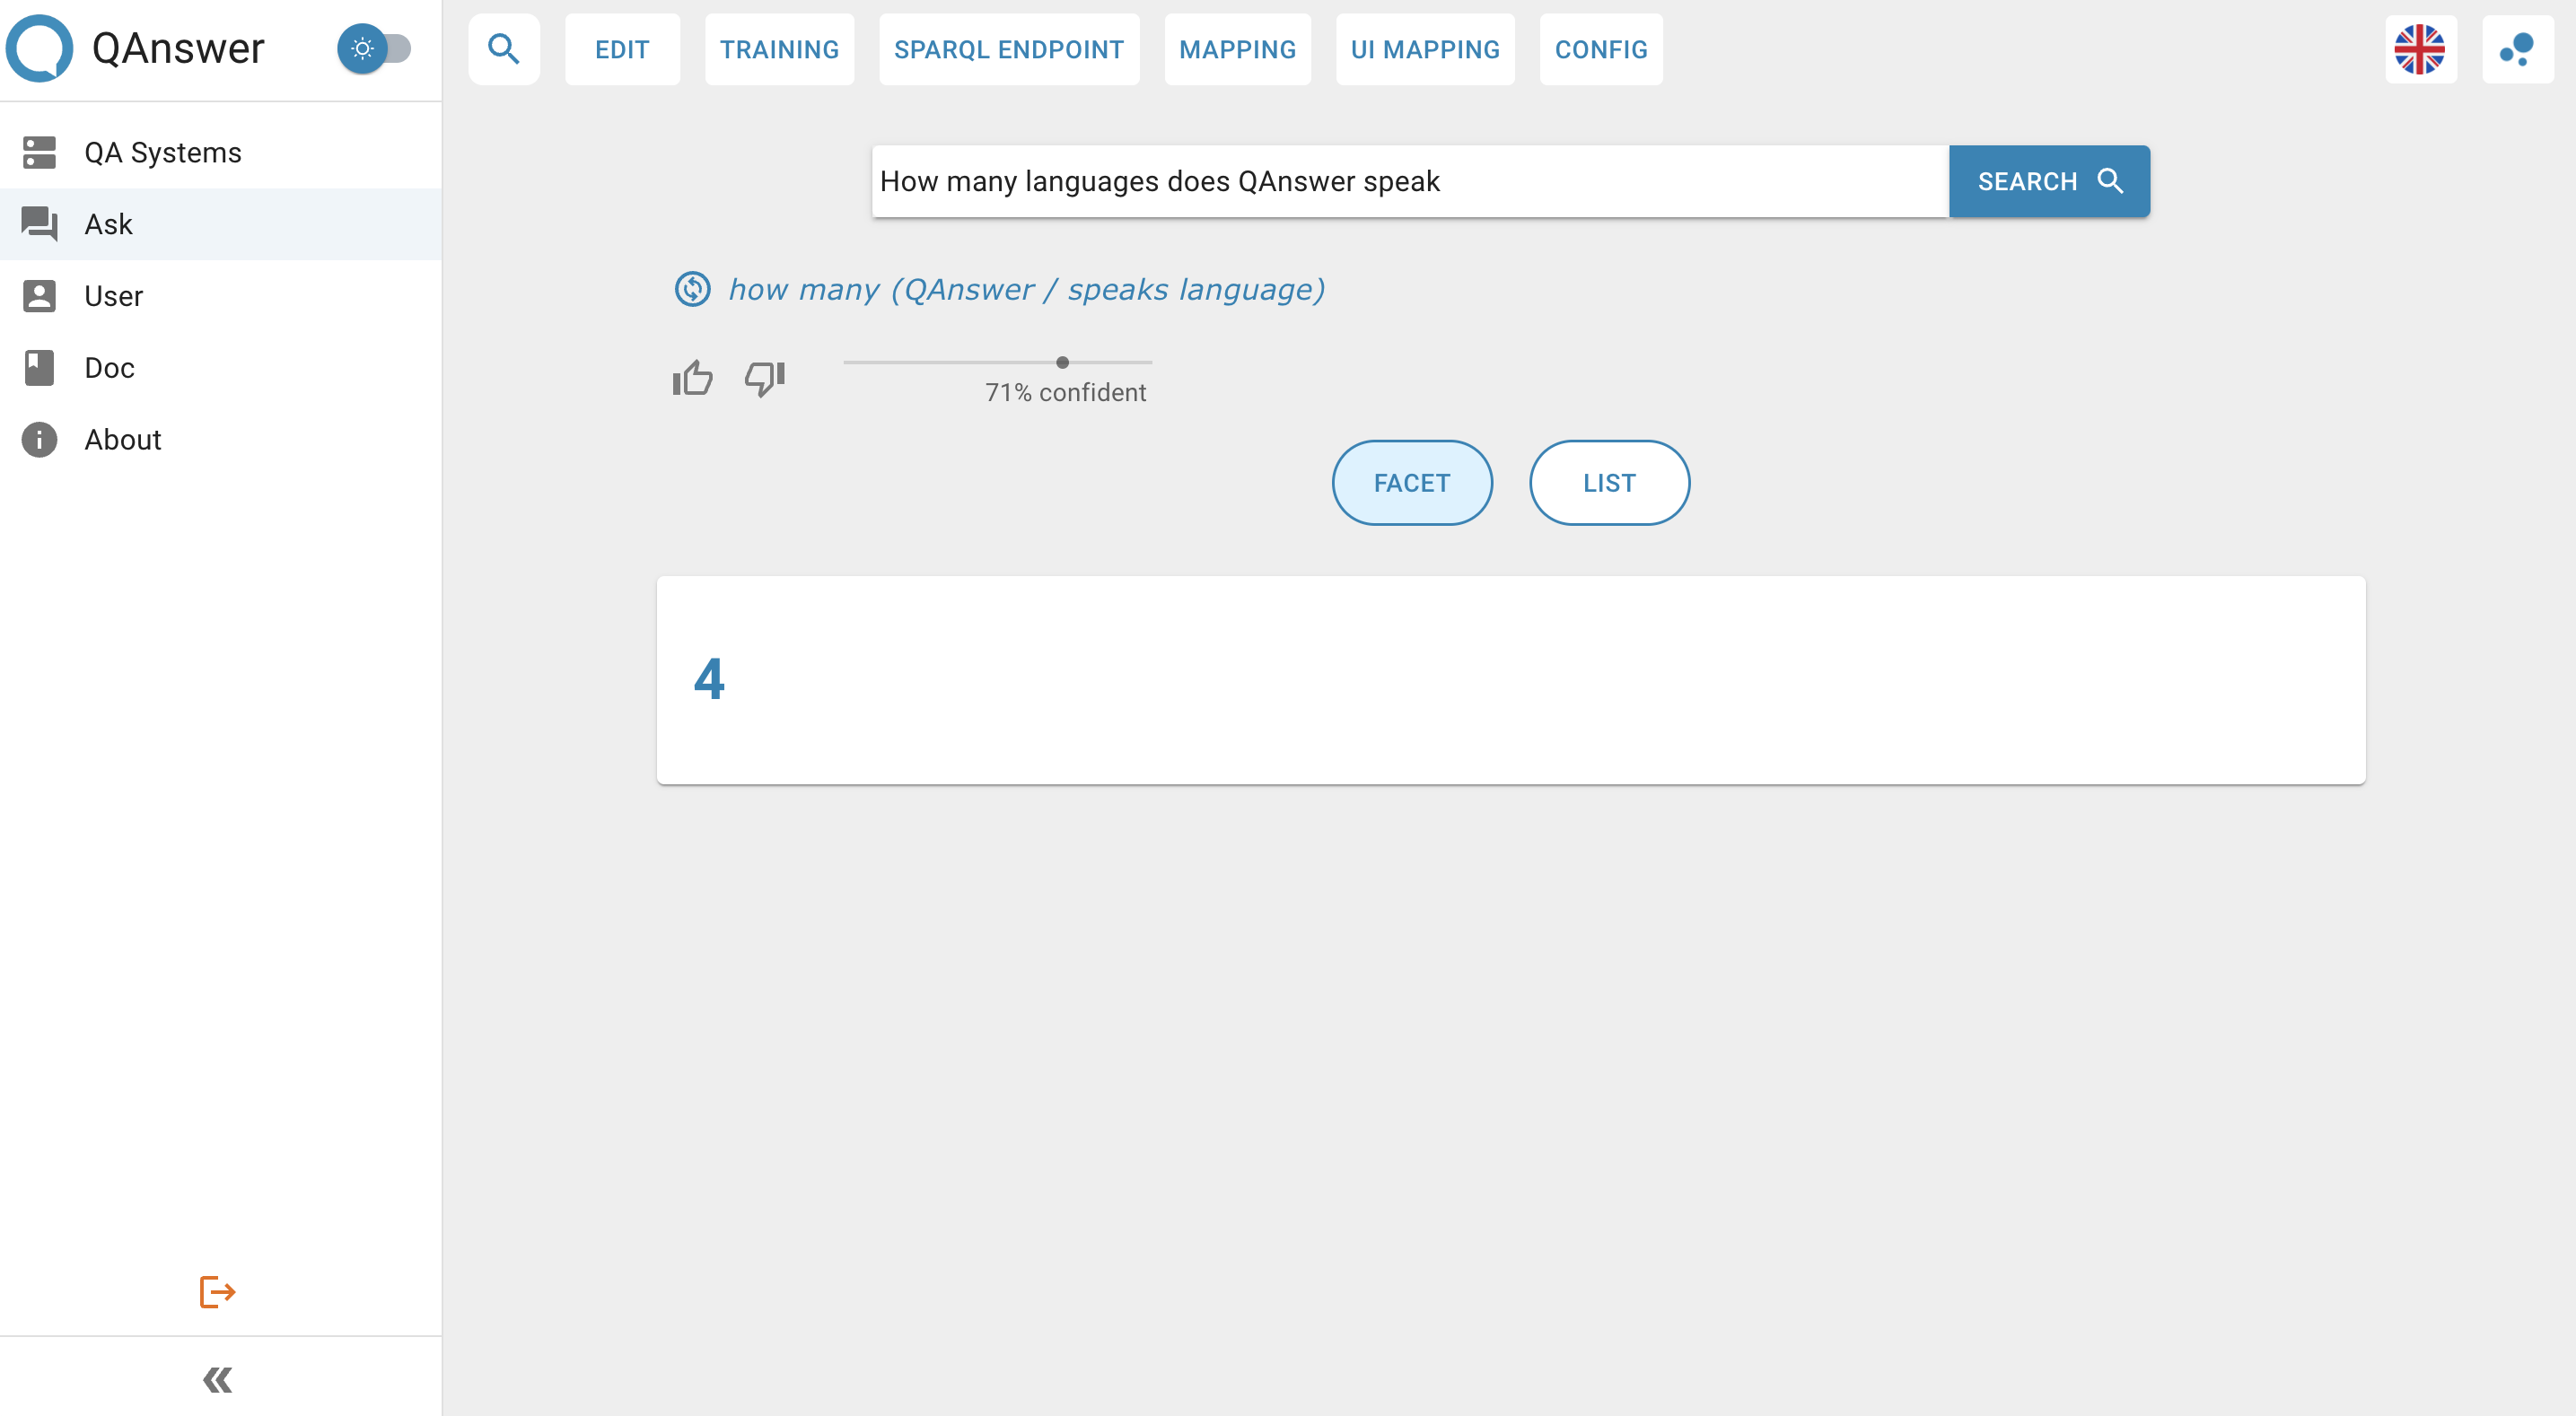 QAnswer
QA Systems
Ask
User
Doc
About
EDIT
TRAINING
SPARQL ENDPOINT
MAPPING
UI MAPPING
CONFIG
How many languages does QAnswer speak
SEARCH
how many (QAnswer / speaks language)
71% confident
FACET
LIST
4